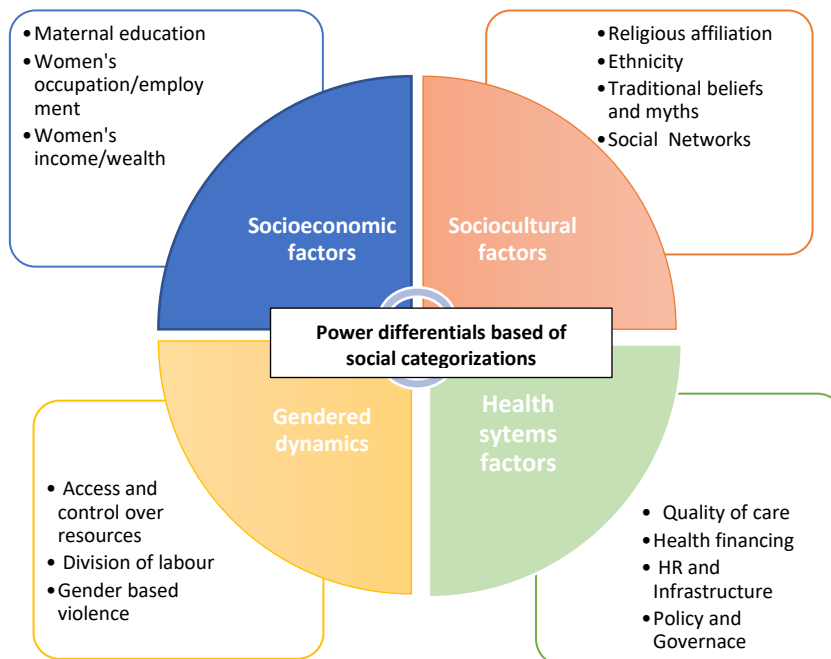 •Maternal education
•Women's
occupation/employ
ment
•Women's
income/wealth
•Religious affiliation
•Ethnicity
•Traditional beliefs
and myths
•Social Networks
Socioeconomic
factors
Sociocultural
factors
Power differentials based of
social categorizations
Gendered
dynamics
Health
sytems
factors
• Access and
control over
resources
• Division of labour
•Gender based
violence
• Quality of care
•Health financing
• HR and
Infrastructure
•Policy and
Governace